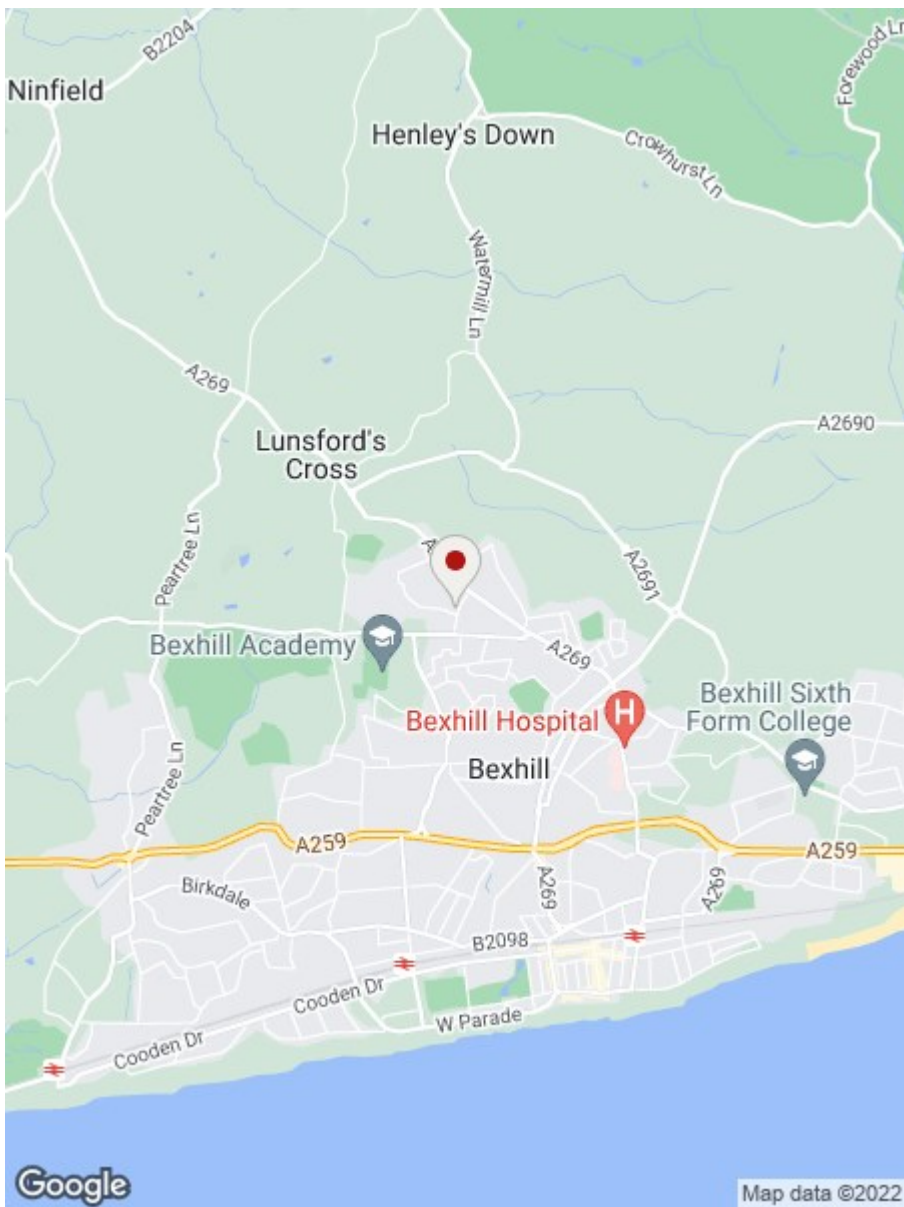 B2204
Ninfield
Forewood Ln
Henley's Down
Crowhurst Ln
Watermill Ln
A269
A2690
Lunsford's
Cross
Peartree Ln
A2691
Bexhill Academy
A269
Bexhill Sixth
Form College
Bexhill Hospital
H
Bexhill
Peartree Ln
A259
A259
Birkdale
A269
A269
B2098
Cooden Dr
W Parade
Cooden Dr
Google
Map data ©2022